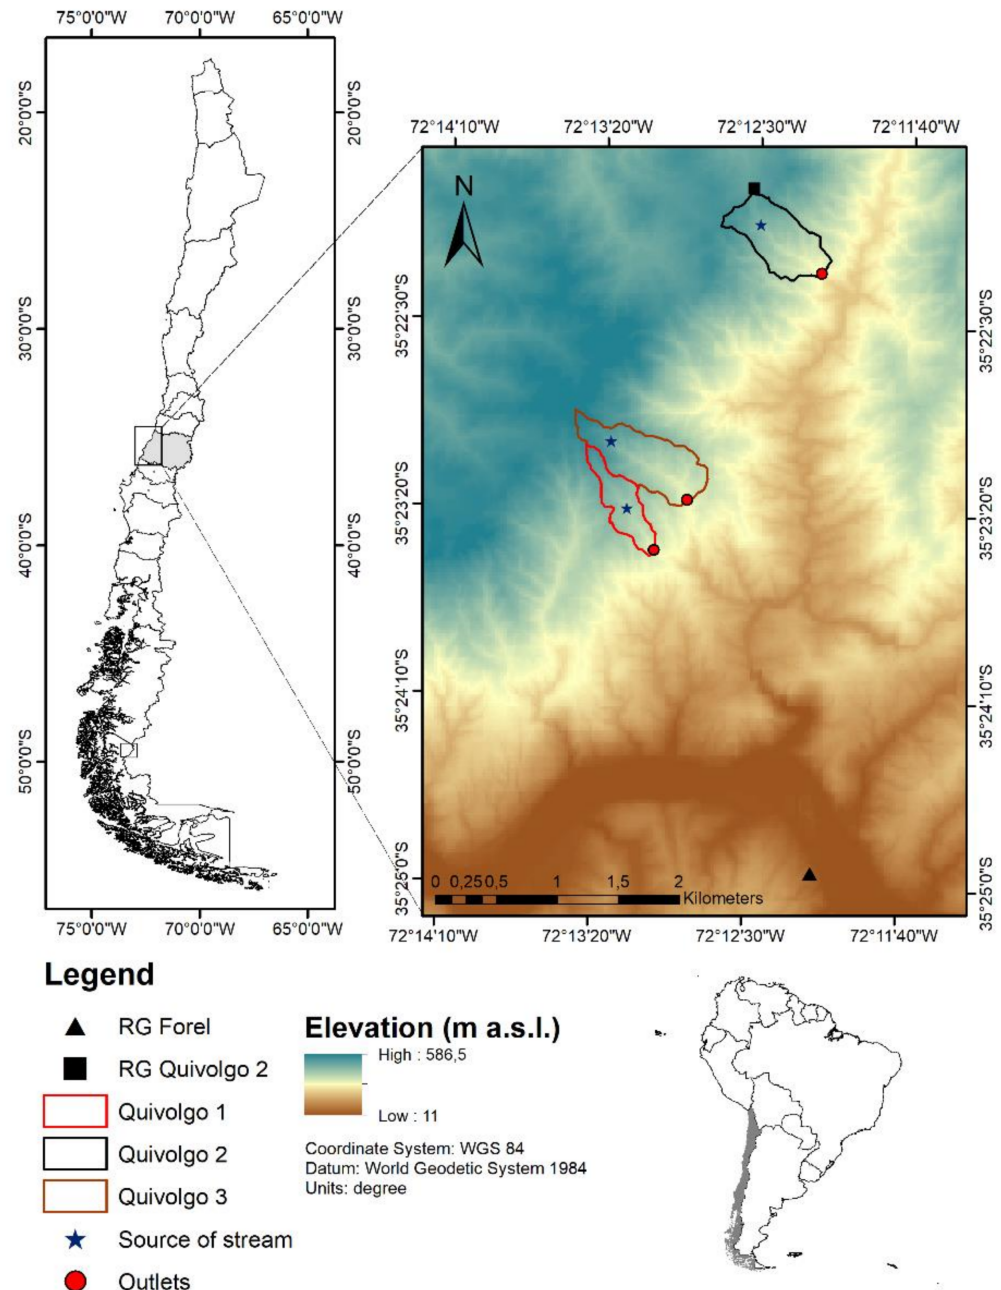 75°0'0"W 70°0'0"W 65°0'0"W
20°0'0"S
30°0'0"S
40°0'0"S
50°0'0"S
20°0'0"S
30°0'0"S
40°0'0"S
50°0'0"S
75°0'0"W 70°0'0"W 65°0'0"W
72°14'10"W 72°13'20"W 72°12'30"W 72°11'40"W
N
35°22'30"S
35°23'20"S
35°24'10"S
35°25'0"S
35°22'30"S
35°23'20"S
35°24'10"S
35°25'0"S
0 0,25 0,5 1 1,5 2
Kilometers
72°14'10"W 72°13'20"W 72°12'30"W 72°11'40"W
Legend
RG Forel
RG Quivolgo 2
Quivolgo 1
Quivolgo 2
Quivolgo 3
Source of stream
Outlets
Elevation (m a.s.l.)
High : 586,5
Low : 11
Coordinate System: WGS 84
Datum: World Geodetic System 1984
Units: degree